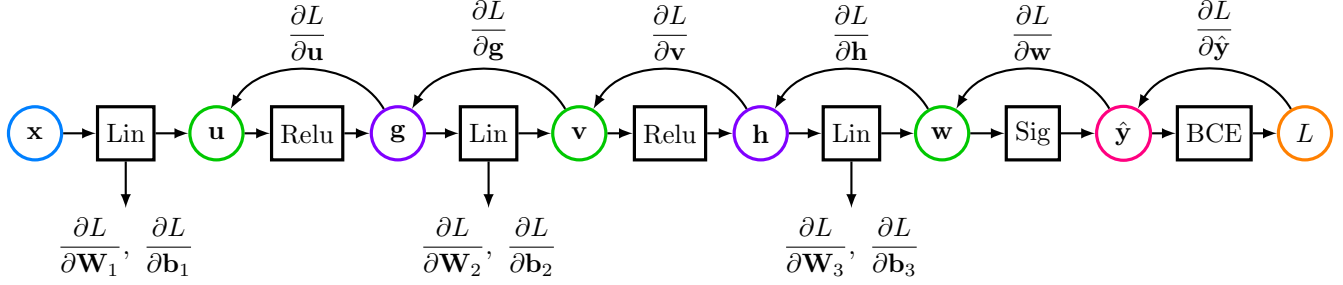 ∂L/∂u ∂L/∂g ∂L/∂v ∂L/∂h ∂L/∂w ∂L/∂ŷ
x Lin u Relu g Lin v Relu h Lin w Sig ŷ BCE L
∂L/∂W₁, ∂L/∂b₁ ∂L/∂W₂, ∂L/∂b₂ ∂L/∂W₃, ∂L/∂b₃